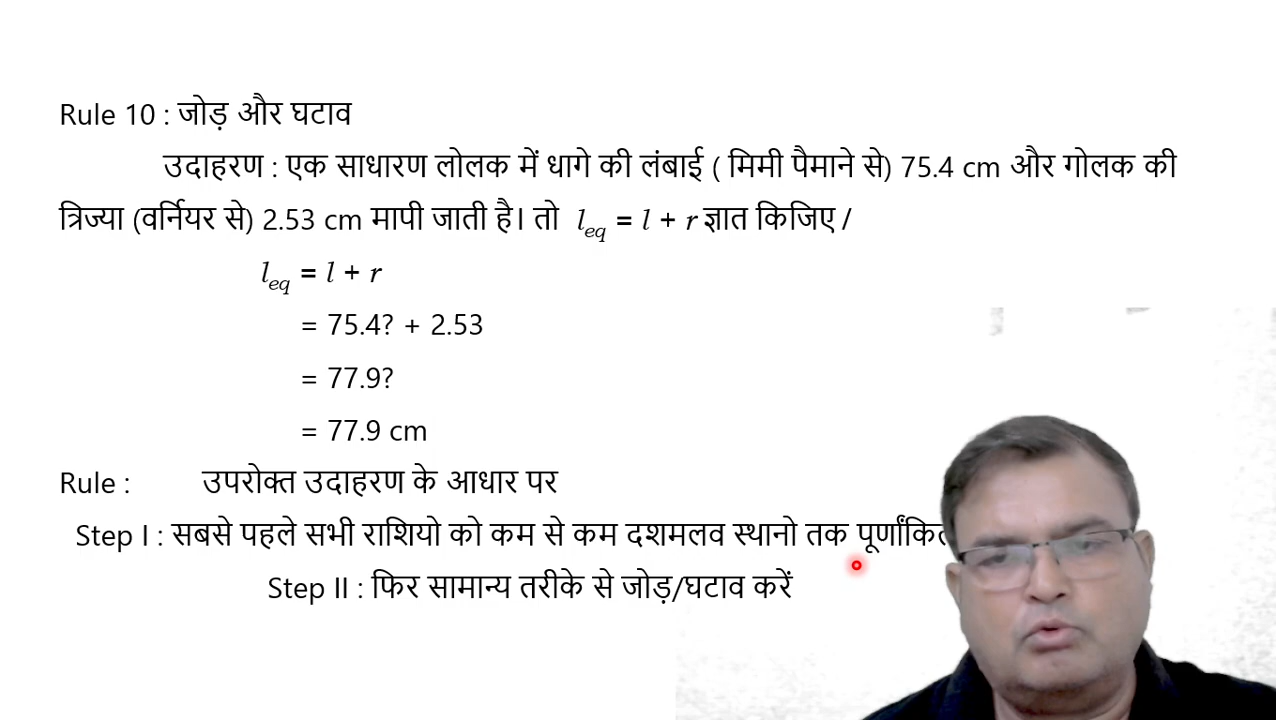 Rule 10 : जोड़ और घटाव
उदाहरण : एक साधारण लोलक में धागे की लंबाई ( मिमी पैमाने से) 75.4 cm और गोलक की
त्रिज्या (वर्नियर से) 2.53 cm मापी जाती है। तो l_eq = l + r ज्ञात किजिए /
l_eq = l + r
= 75.4? + 2.53
= 77.9?
= 77.9 cm
Rule : उपरोक्त उदाहरण के आधार पर
Step I : सबसे पहले सभी राशियो को कम से कम दशमलव स्थानो तक
Step II : फिर सामान्य तरीके से जोड़/घटाव करें